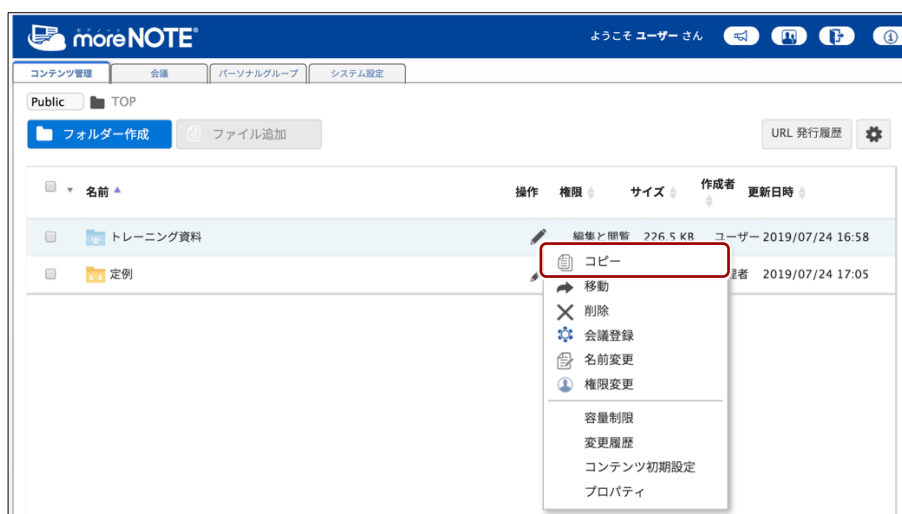 モアノート
moreNOTE®
ようこそ ユーザー さん
コンテンツ管理 会議 パーソナルグループ システム設定
Public TOP
フォルダー作成 ファイル追加 URL 発行履歴
名前 操作 権限 サイズ 作成者 更新日時
トレーニング資料 編集と閲覧 226.5 KB ユーザー 2019/07/24 16:58
定例 理者 2019/07/24 17:05
コピー
移動
削除
会議登録
名前変更
権限変更
容量制限
変更履歴
コンテンツ初期設定
プロパティ